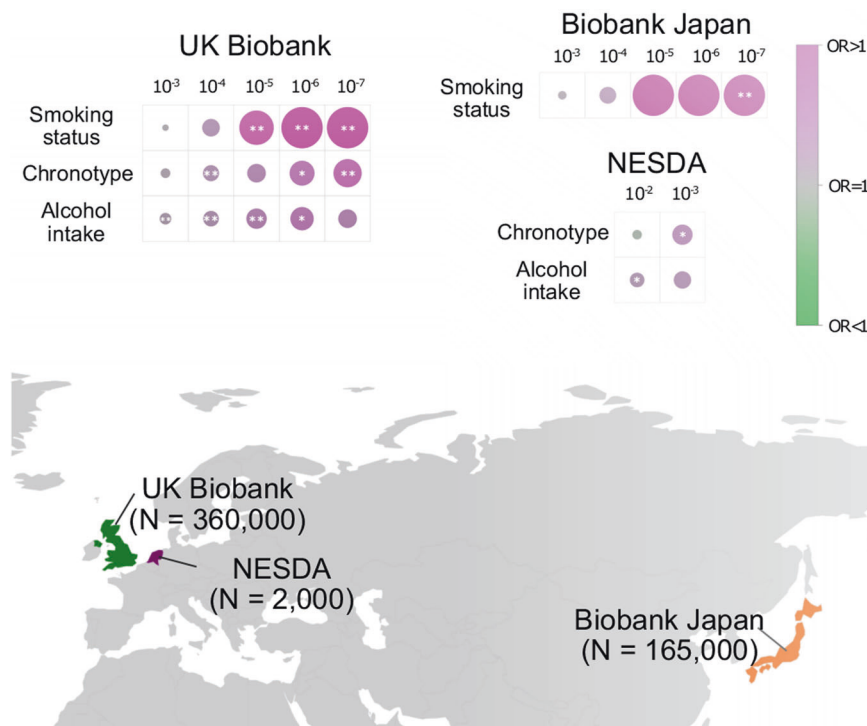 UK Biobank
10-3 10-4 10-5 10-6 10-7
Smoking
status
** ** **
Chronotype
** * **
Alcohol
intake
** ** ** *
Biobank Japan
10-3 10-4 10-5 10-6 10-7
Smoking
status
**
NESDA
10-2 10-3
Chronotype
*
Alcohol
intake
*
OR>1
OR=1
OR<1
UK Biobank
(N = 360,000)
NESDA
(N = 2,000)
Biobank Japan
(N = 165,000)